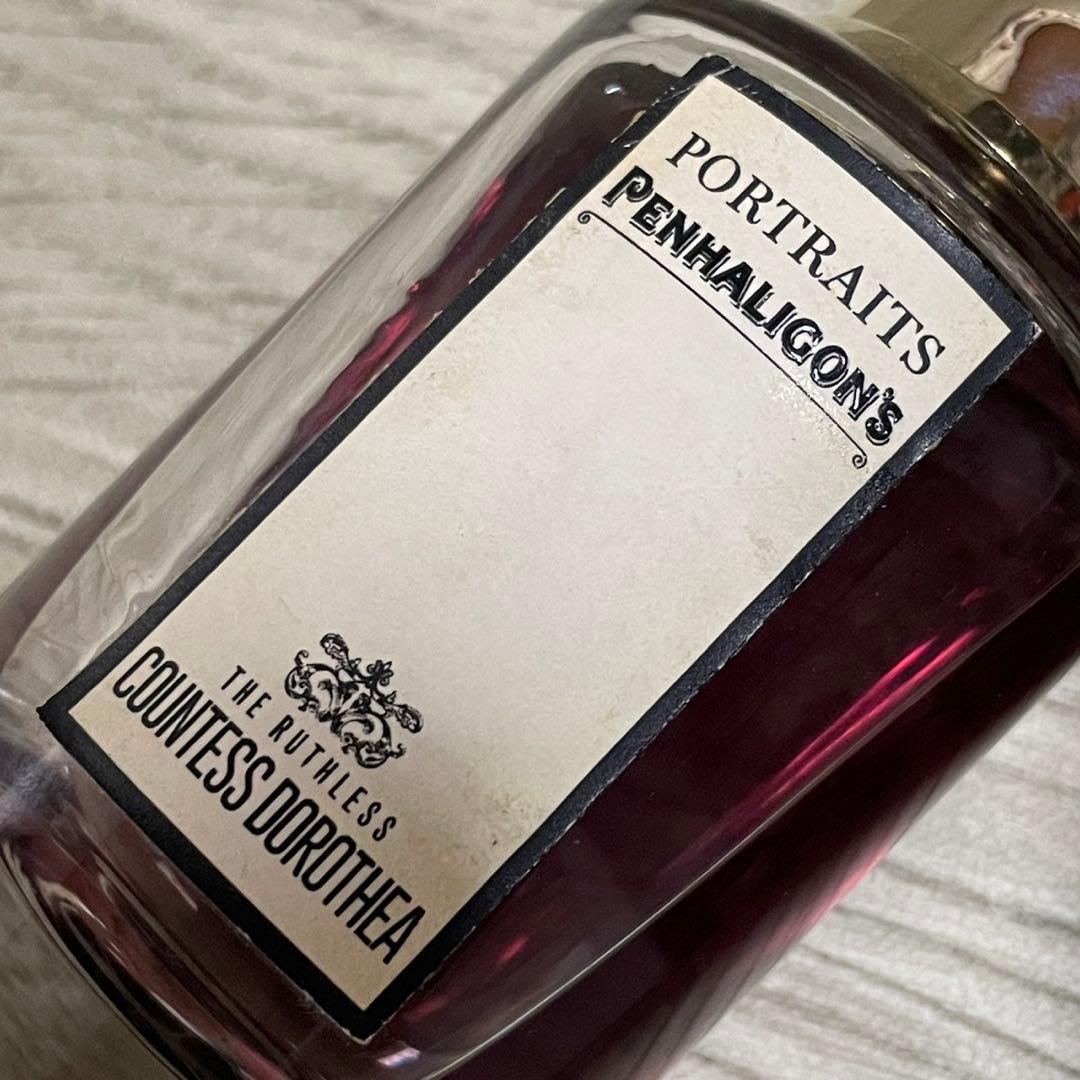 PORTRAITS
PENHALIGON'S
THE RUTHLESS
COUNTESS DOROTHEA